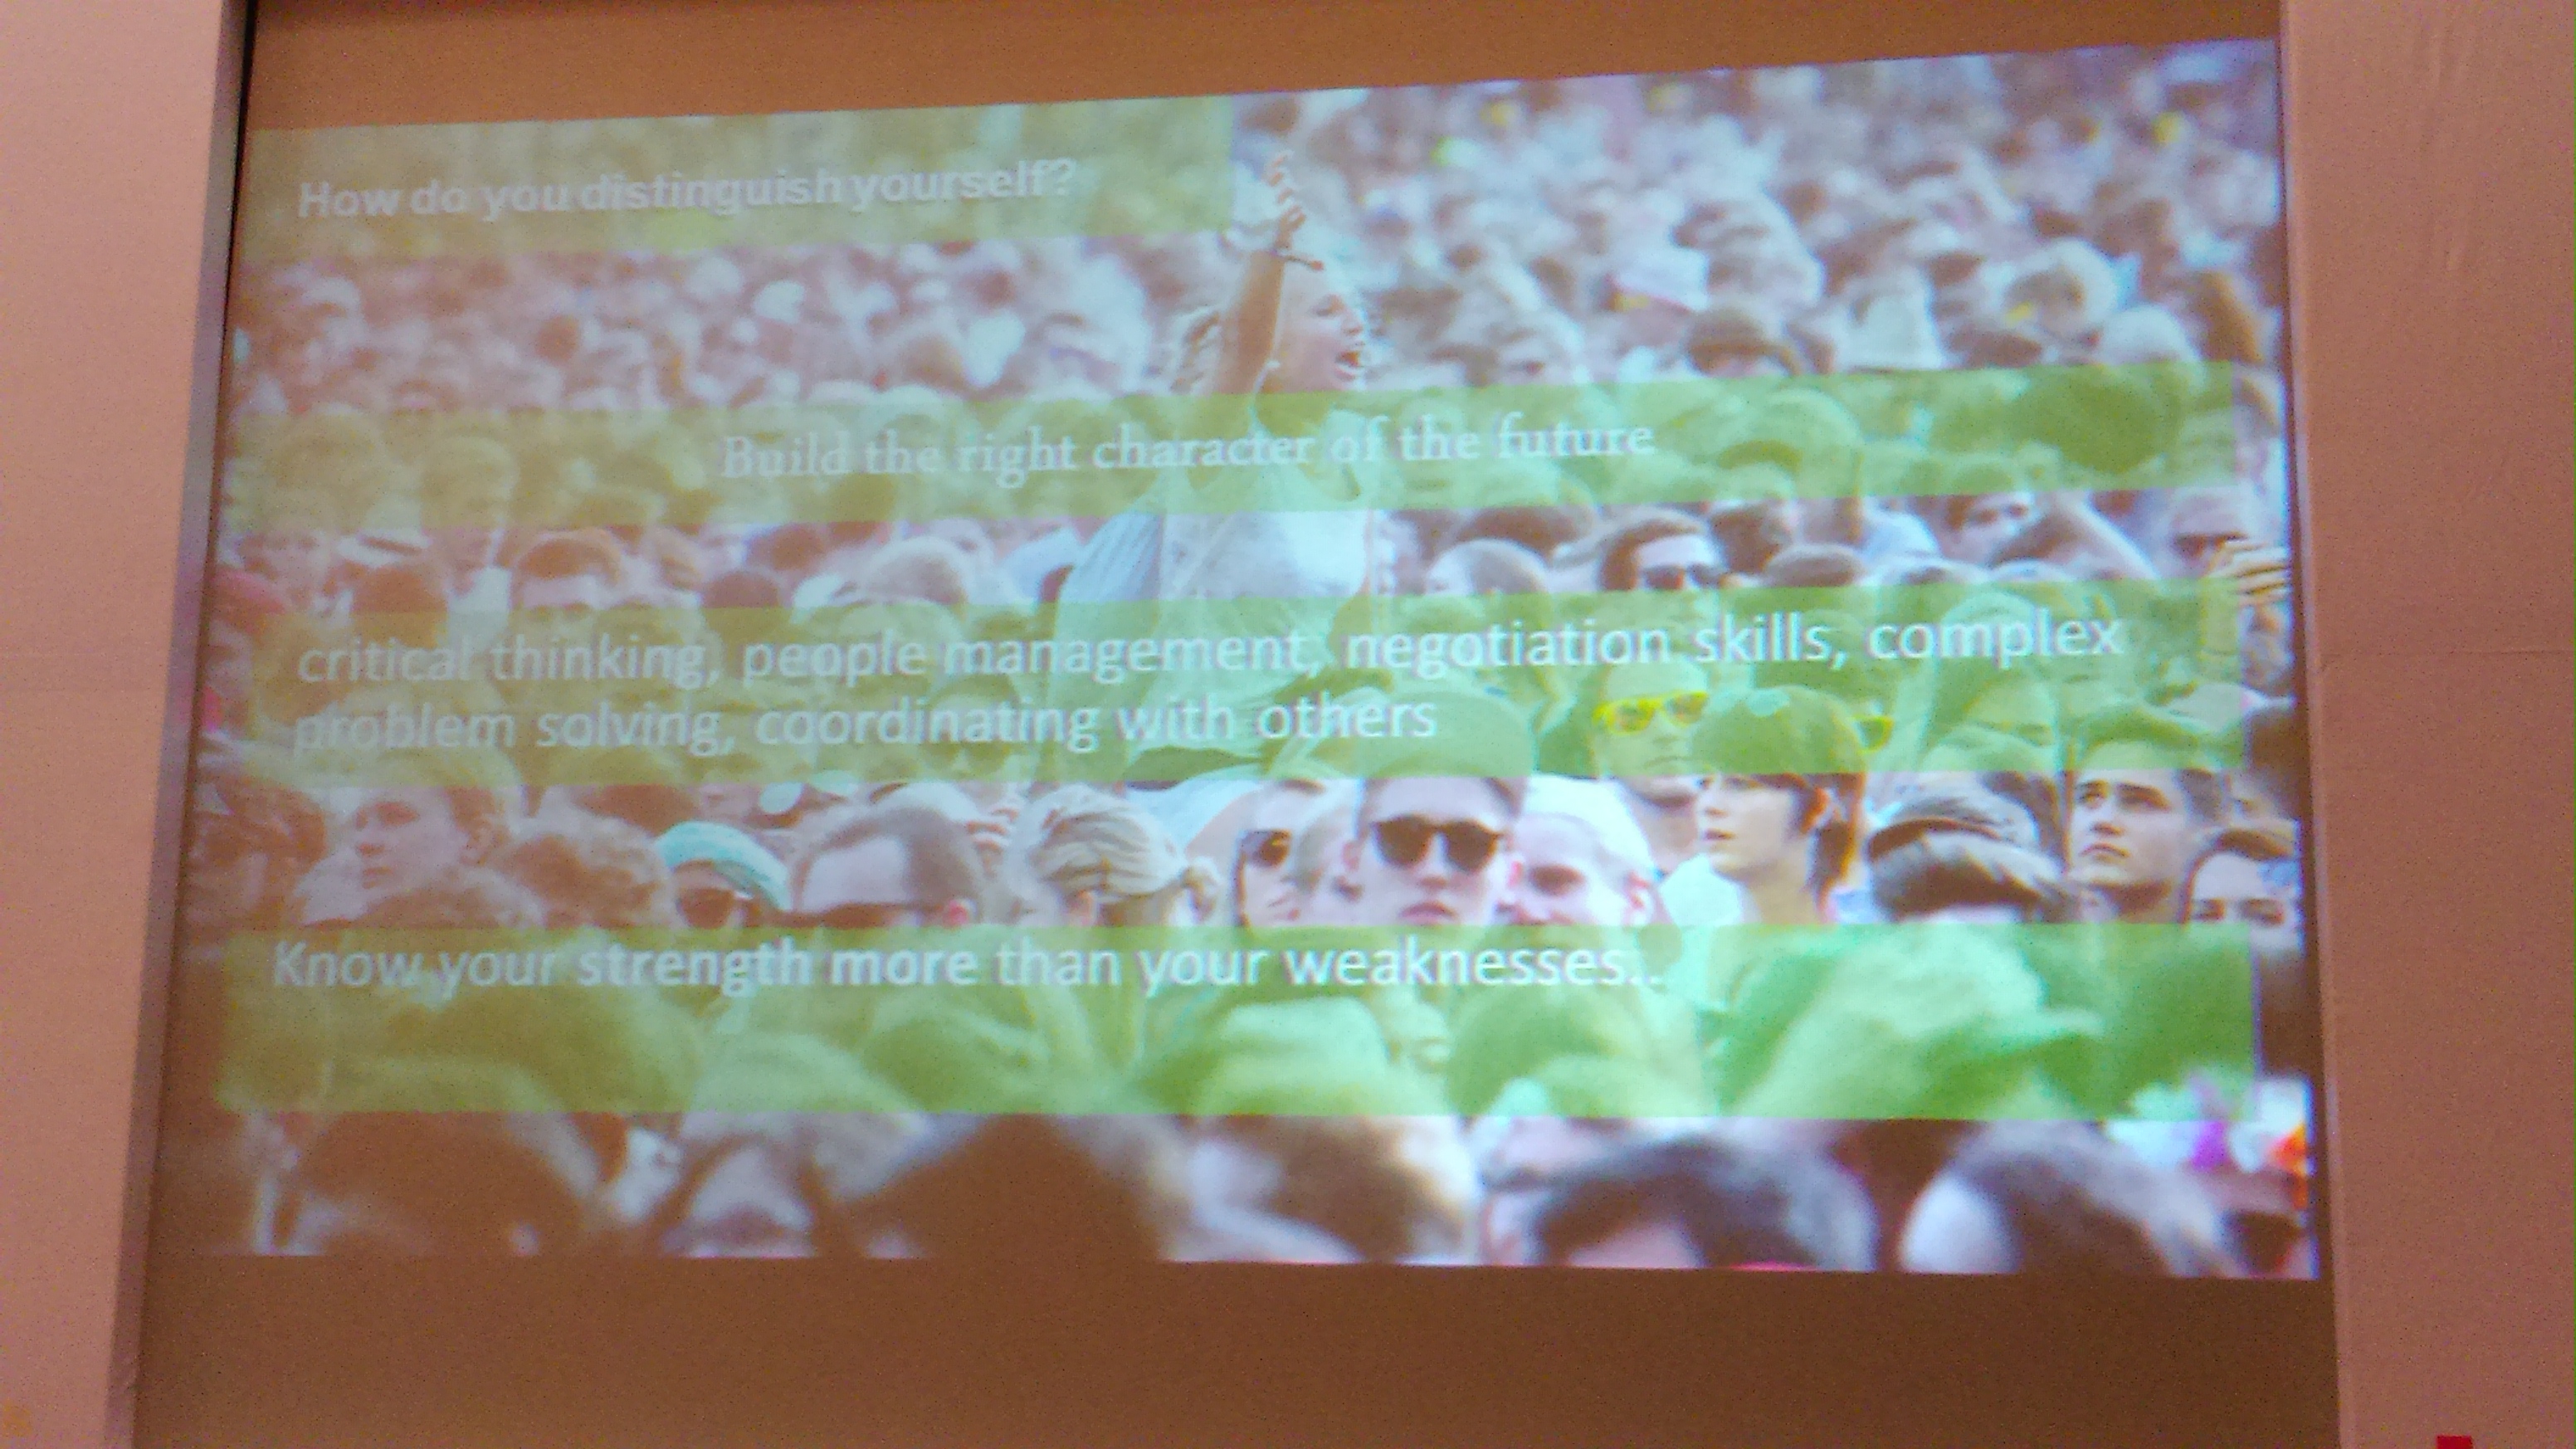 How do you distinguish yourself?
Build the right character of the future
critical thinking, people management, negotiation skills, complex
problem solving, coordinating with others
Know your strength more than your weaknesses..